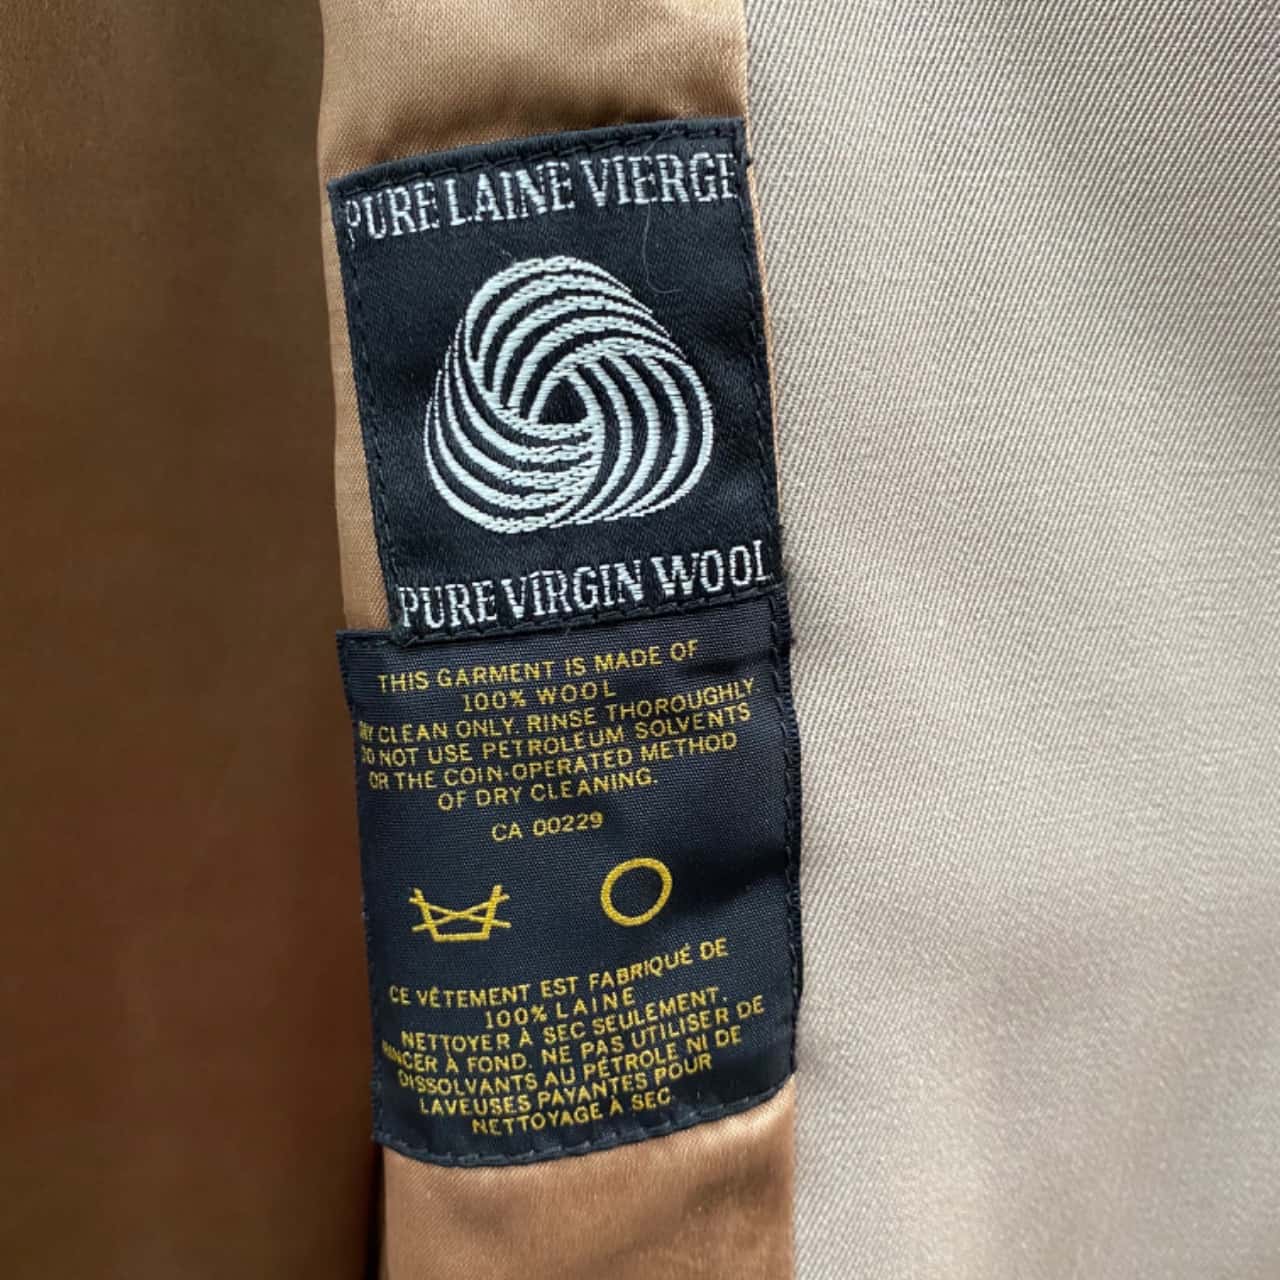 PURE LAINE VIERGE
PURE VIRGIN WOOL
THIS GARMENT IS MADE OF
100% WOOL
DRY CLEAN ONLY. RINSE THOROUGHLY.
DO NOT USE PETROLEUM SOLVENTS
OR THE COIN-OPERATED METHOD
OF DRY CLEANING.
CA 00229
CE VÊTEMENT EST FABRIQUÉ DE
100% LAINE
NETTOYER À SEC SEULEMENT.
RINCER À FOND. NE PAS UTILISER DE
DISSOLVANTS AU PÉTROLE NI DE
LAVEUSES PAYANTES POUR
NETTOYAGE À SEC